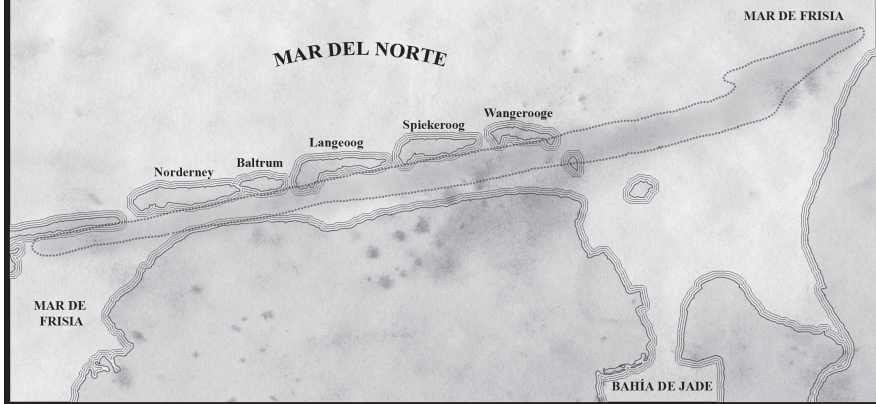 MAR DE FRISIA
MAR DEL NORTE
Wangerooge
Spiekeroog
Langeoog
Baltrum
Norderney
MAR DE
FRISIA
BAHÍA DE JADE